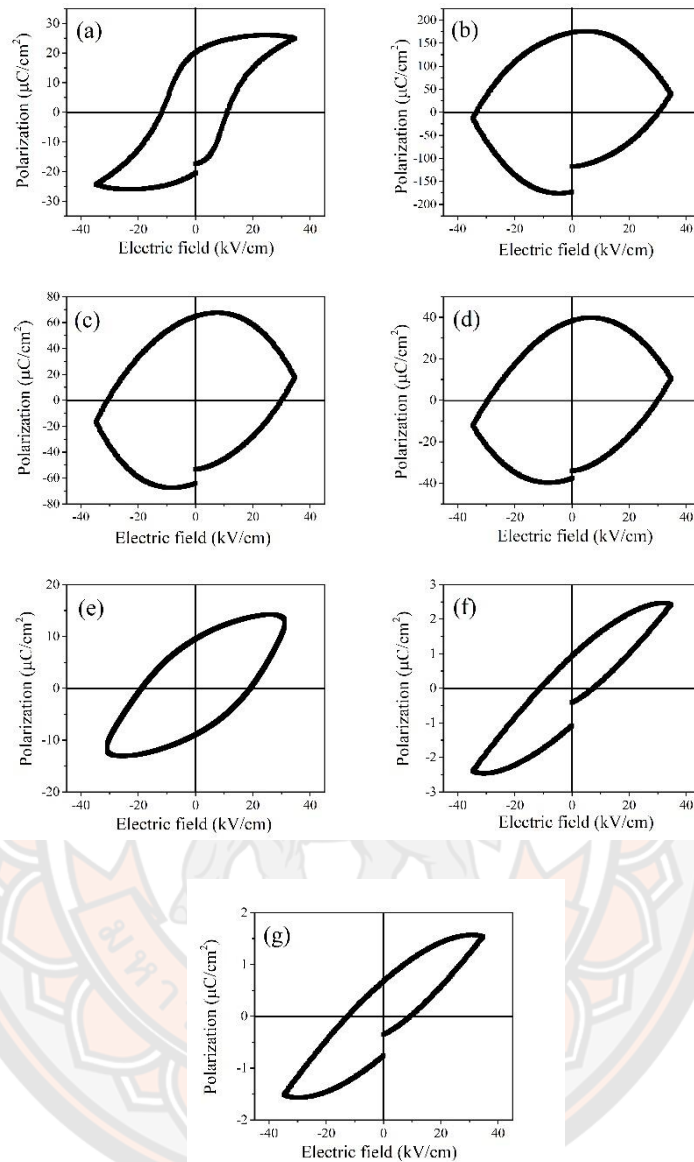 (a)
Polarization (μC/cm²)
30
20
10
0
-10
-20
-30
-40 -20 0 20 40
Electric field (kV/cm)
(b)
Polarization (μC/cm²)
200
150
100
50
0
-50
-100
-150
-200
-40 -20 0 20 40
Electric field (kV/cm)
(c)
Polarization (μC/cm²)
80
60
40
20
0
-20
-40
-60
-80
-40 -20 0 20 40
Electric field (kV/cm)
(d)
Polarization (μC/cm²)
40
20
0
-20
-40
-40 -20 0 20 40
Electric field (kV/cm)
(e)
Polarization (μC/cm²)
20
10
0
-10
-20
-40 -20 0 20 40
Electric field (kV/cm)
(f)
Polarization (μC/cm²)
3
2
1
0
-1
-2
-3
-40 -20 0 20 40
Electric field (kV/cm)
(g)
Polarization (μC/cm²)
2
1
0
-1
-2
-40 -20 0 20 40
Electric field (kV/cm)
มหา